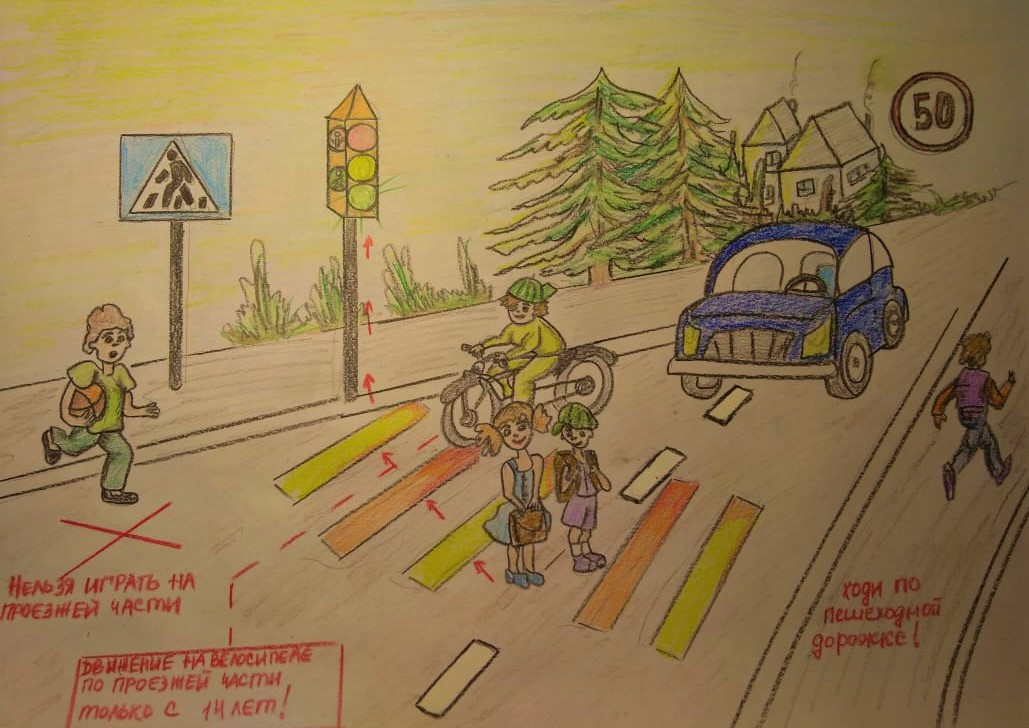 50
НЕЛЬЗЯ ИГРАТЬ НА
ПРОЕЗЖЕЙ ЧАСТИ
ДВИЖЕНИЕ НА ВЕЛОСИПЕДЕ
ПО ПРОЕЗЖЕЙ ЧАСТИ
ТОЛЬКО С 14 ЛЕТ!
ХОДИ ПО
ПЕШЕХОДНОЙ
ДОРОЖКЕ!